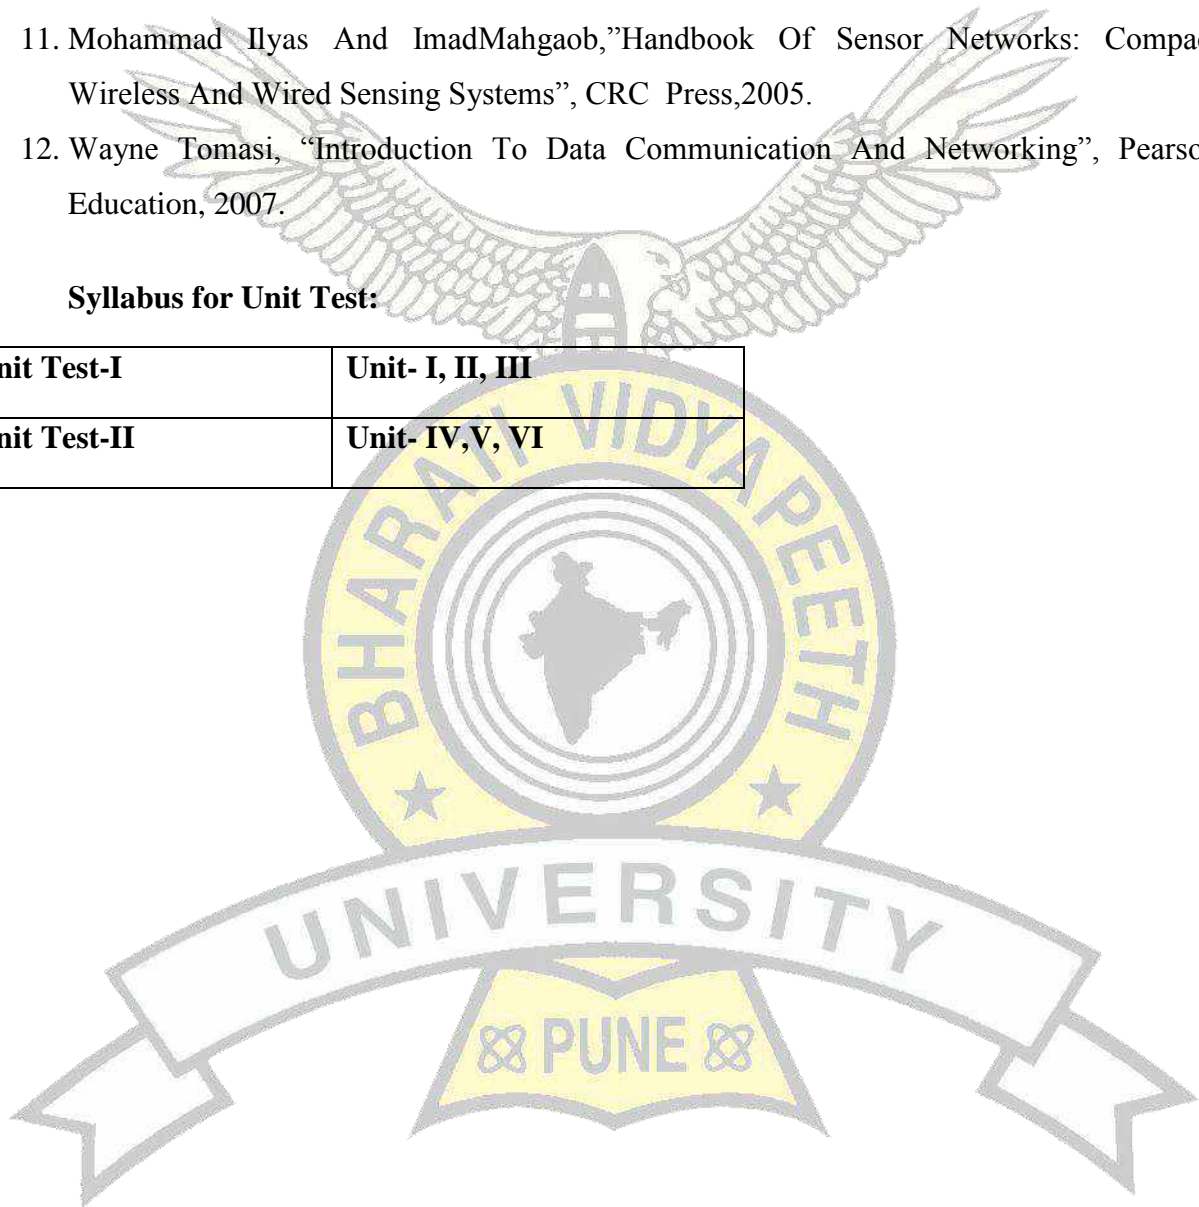 11. Mohammad Ilyas And ImadMahgaob,”Handbook Of Sensor Networks: Compac
Wireless And Wired Sensing Systems”, CRC Press,2005.
12. Wayne Tomasi, “Introduction To Data Communication And Networking”, Pearso
Education, 2007.
Syllabus for Unit Test:
nit Test-I Unit- I, II, III
nit Test-II Unit- IV,V, VI
BHARATI VIDYAPEETH
UNIVERSITY
PUNE